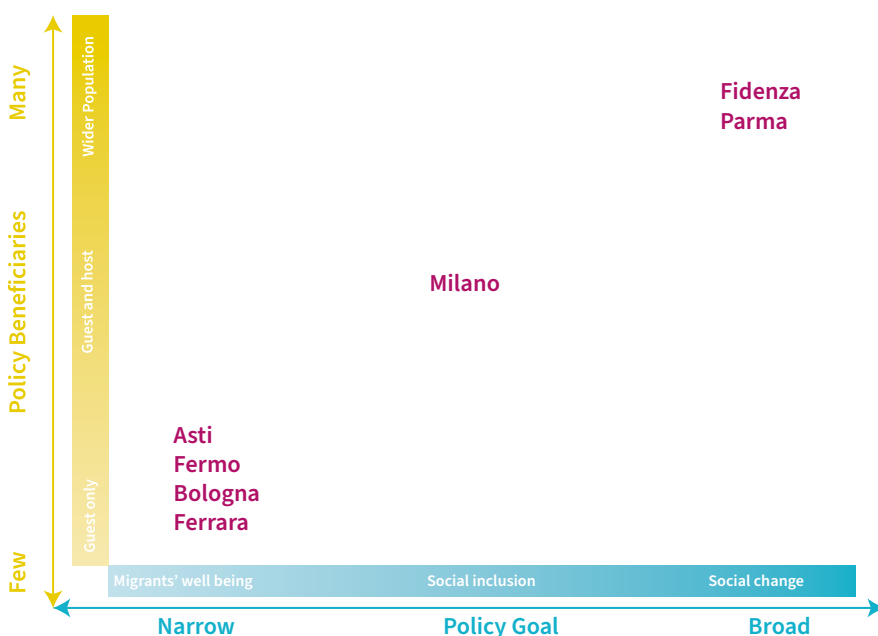 Many
Policy Beneficiaries
Few
Wider Population
Guest and host
Guest only
Fidenza
Parma
Milano
Asti
Fermo
Bologna
Ferrara
Migrants’ well being
Social inclusion
Social change
Narrow
Policy Goal
Broad